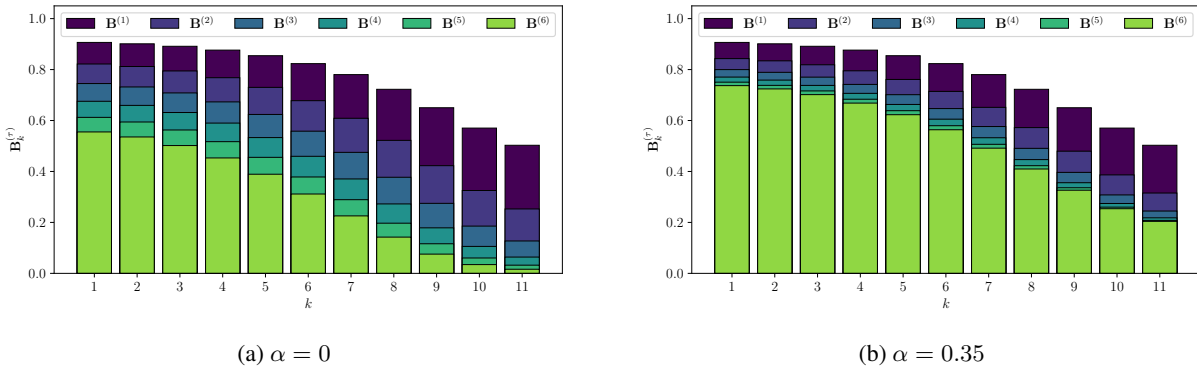 1.0
B(1) B(2) B(3) B(4) B(5) B(6)
0.8
0.6
B_k^(τ)
0.4
0.2
0.0
1 2 3 4 5 6 7 8 9 10 11
k
(a) α = 0
1.0
B(1) B(2) B(3) B(4) B(5) B(6)
0.8
0.6
B_k^(τ)
0.4
0.2
0.0
1 2 3 4 5 6 7 8 9 10 11
k
(b) α = 0.35